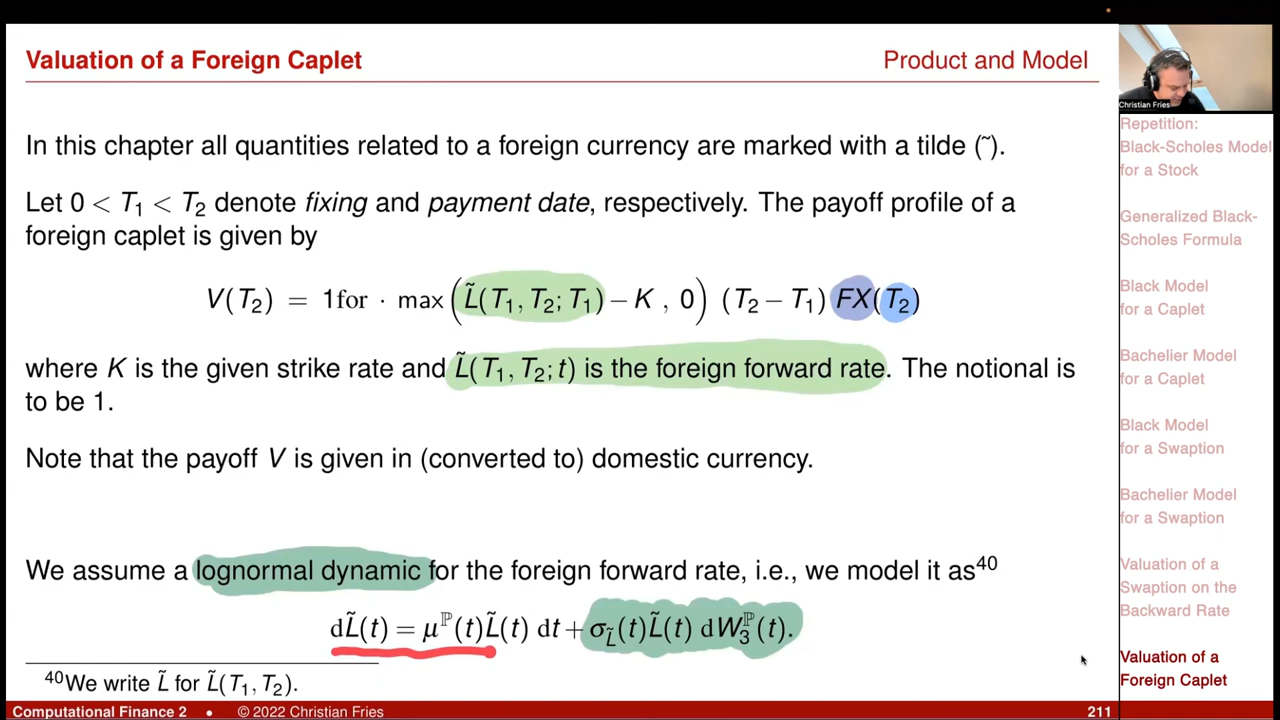 Valuation of a Foreign Caplet
Product and Model
In this chapter all quantities related to a foreign currency are marked with a tilde (˜).
Let 0 < T₁ < T₂ denote fixing and payment date, respectively. The payoff profile of a
foreign caplet is given by
V(T₂) = 1for · max (L̃(T₁, T₂; T₁) − K , 0) (T₂ − T₁) FX(T₂)
where K is the given strike rate and L̃(T₁, T₂; t) is the foreign forward rate. The notional is
to be 1.
Note that the payoff V is given in (converted to) domestic currency.
We assume a lognormal dynamic for the foreign forward rate, i.e., we model it as⁴⁰
dL̃(t) = μ^ℙ(t)L̃(t) dt + σ_L̃(t)L̃(t) dW₃^ℙ(t).
⁴⁰We write L̃ for L̃(T₁, T₂).
Computational Finance 2 • © 2022 Christian Fries
211
Christian Fries
Repetition:
Black-Scholes Model
for a Stock
Generalized Black-
Scholes Formula
Black Model
for a Caplet
Bachelier Model
for a Caplet
Black Model
for a Swaption
Bachelier Model
for a Swaption
Valuation of a
Swaption on the
Backward Rate
Valuation of a
Foreign Caplet